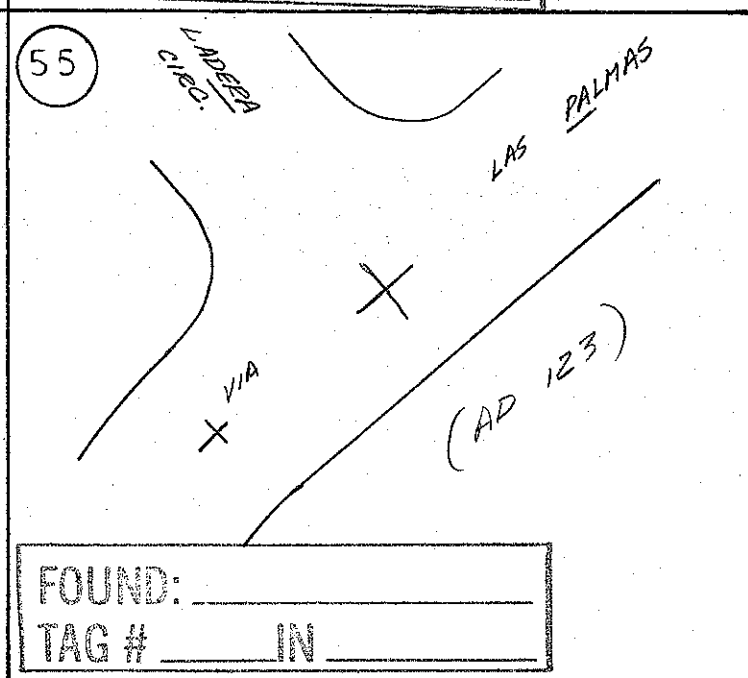 55
LADERA
CIRC.
LAS PALMAS
VIA
(AD 123)
FOUND:
TAG # IN